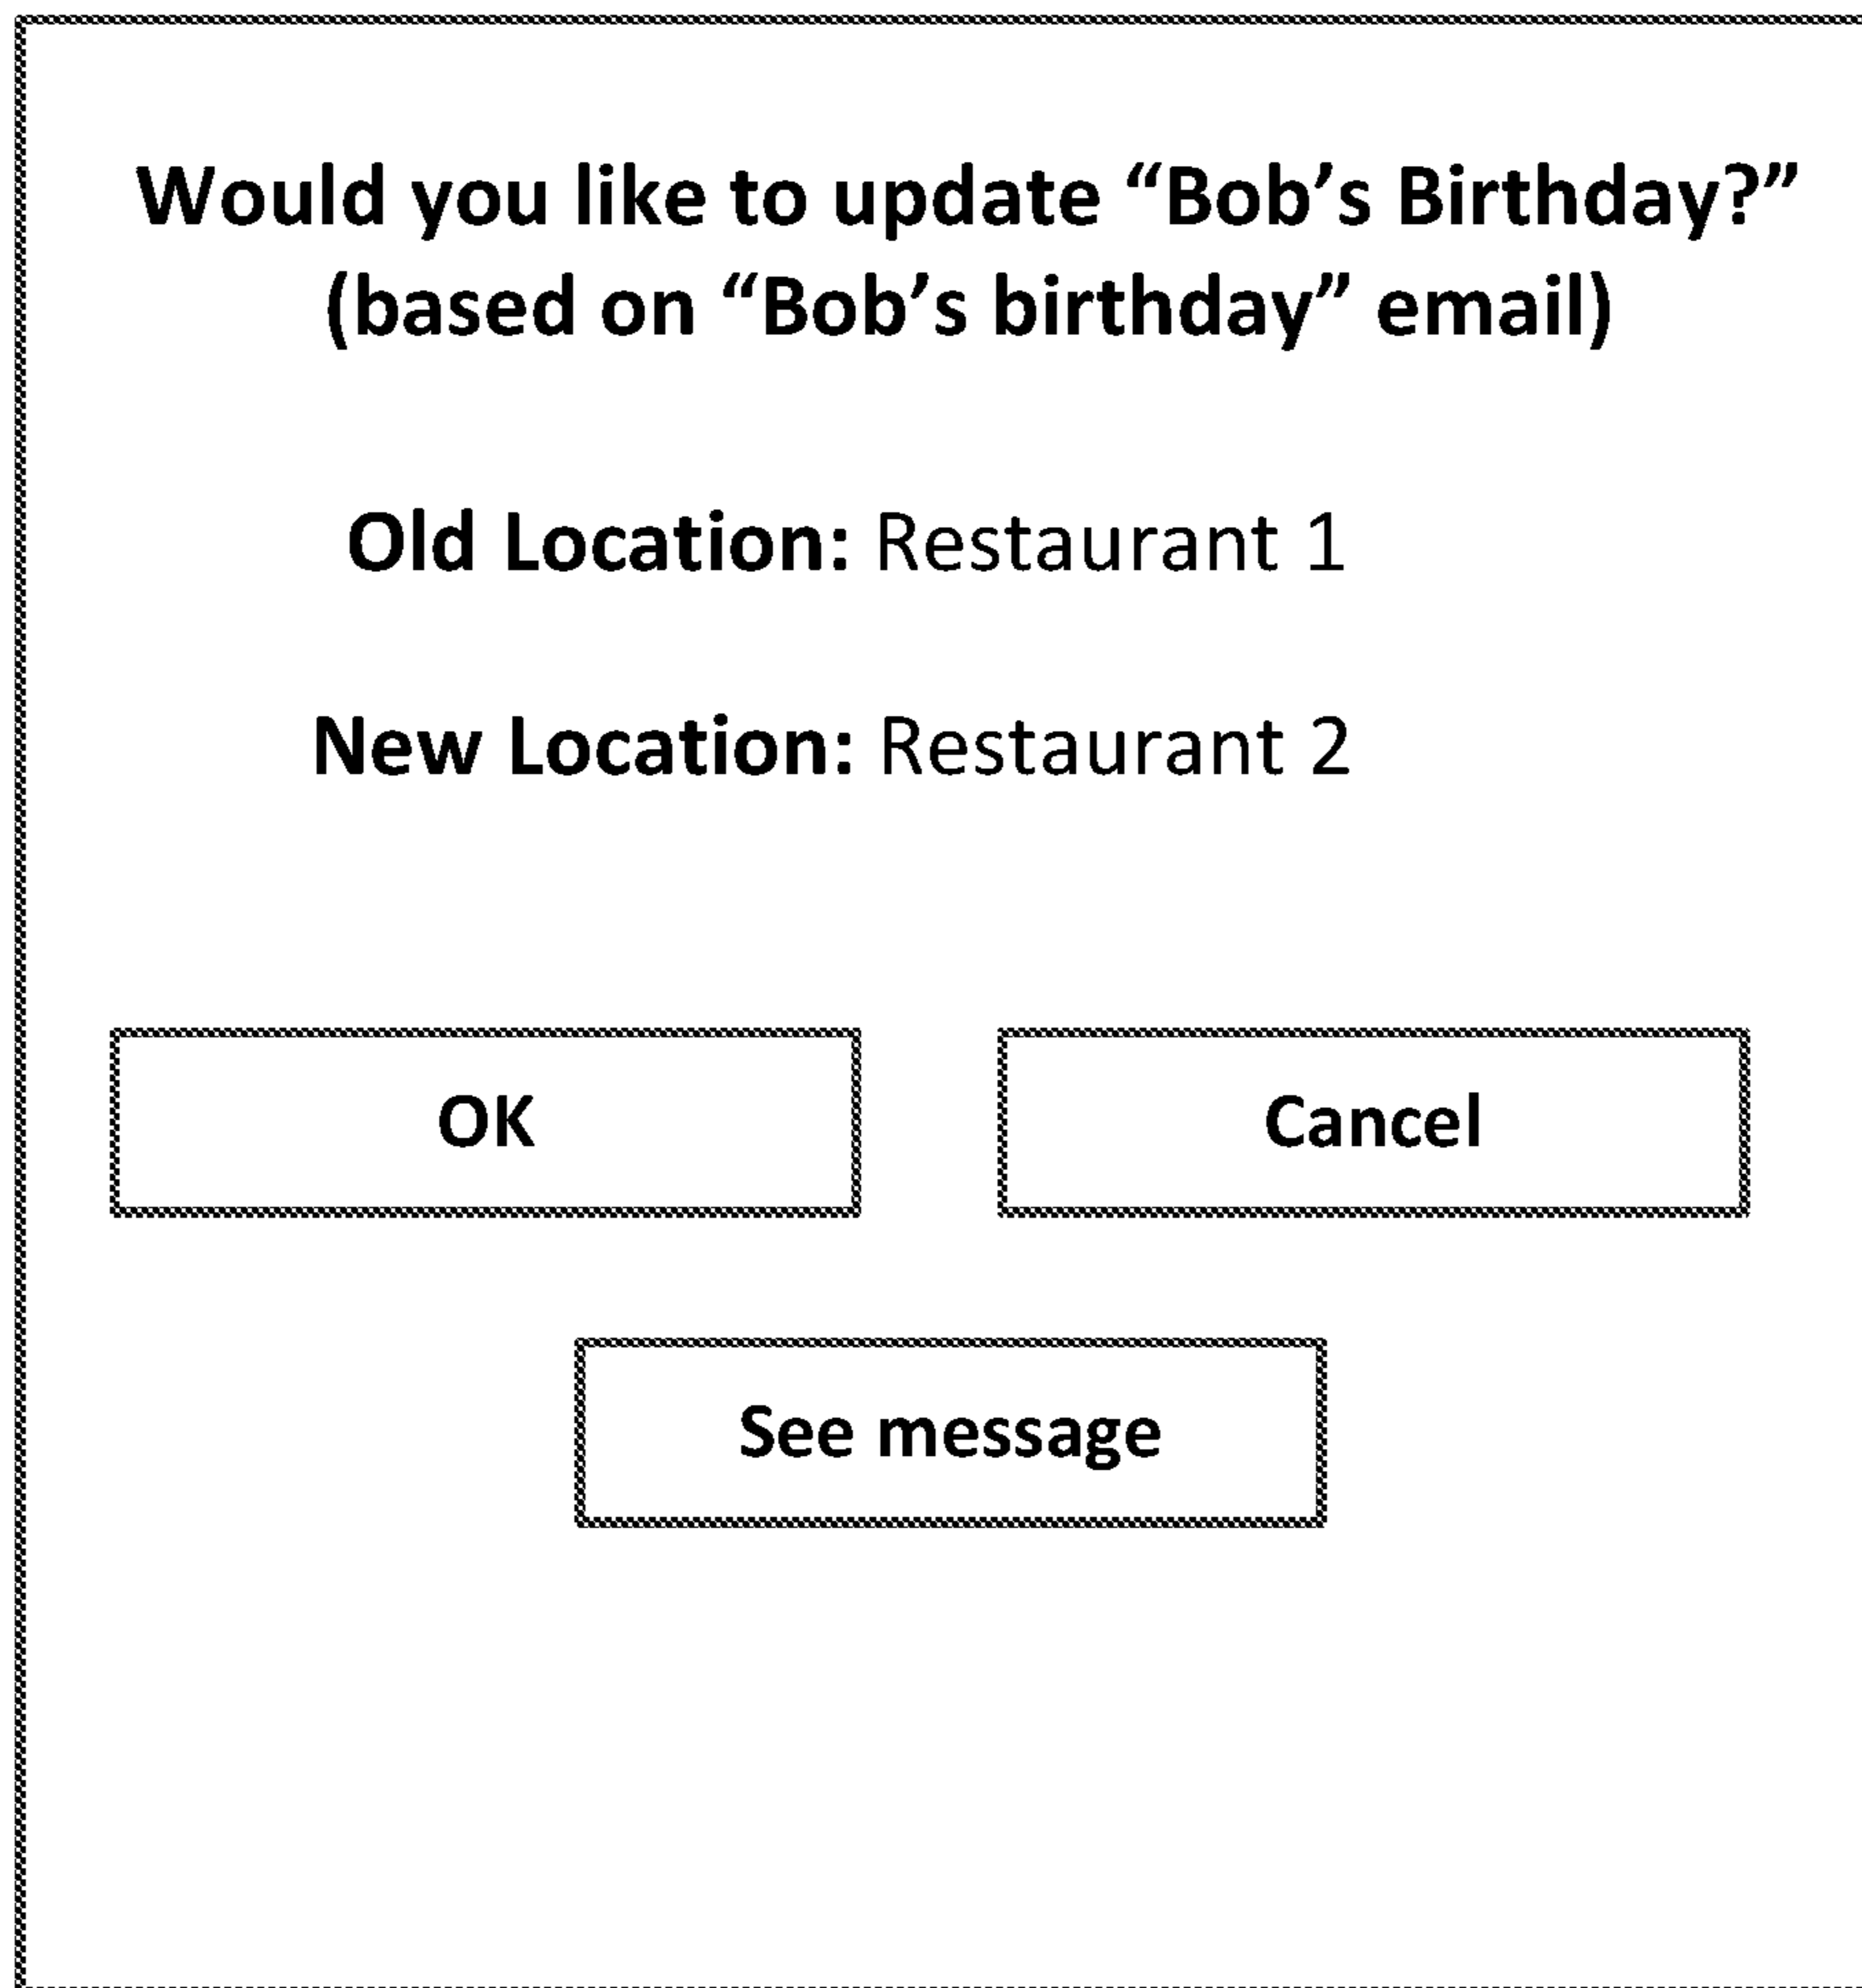 Would you like to update “Bob’s Birthday?”
(based on “Bob’s birthday” email)
Old Location: Restaurant 1
New Location: Restaurant 2
OK
Cancel
See message